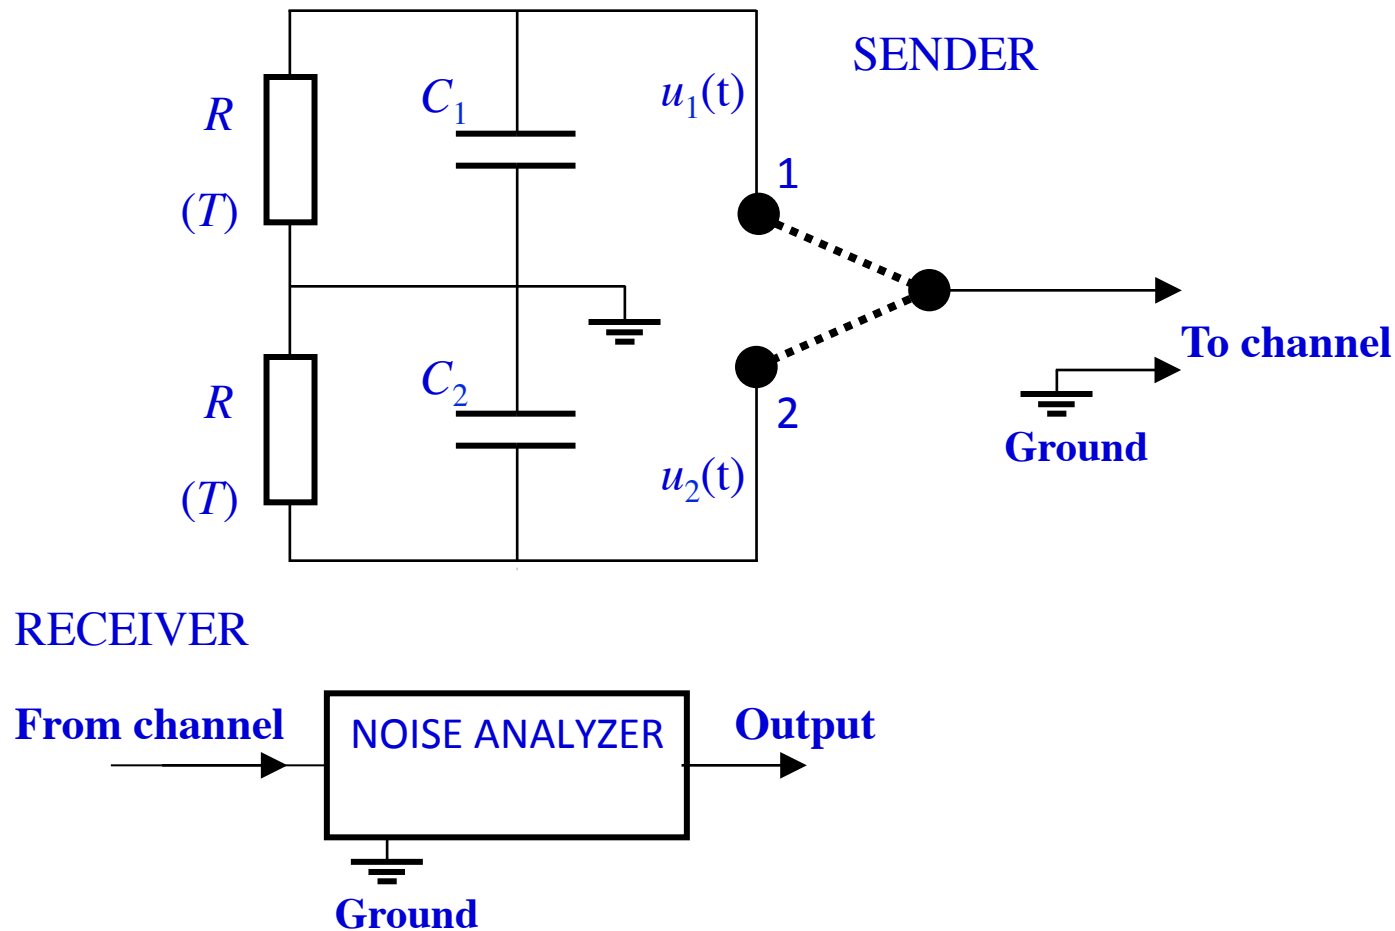 SENDER
R
(T)
C1
u1(t)
1
R
(T)
C2
u2(t)
2
To channel
Ground
RECEIVER
From channel
NOISE ANALYZER
Output
Ground